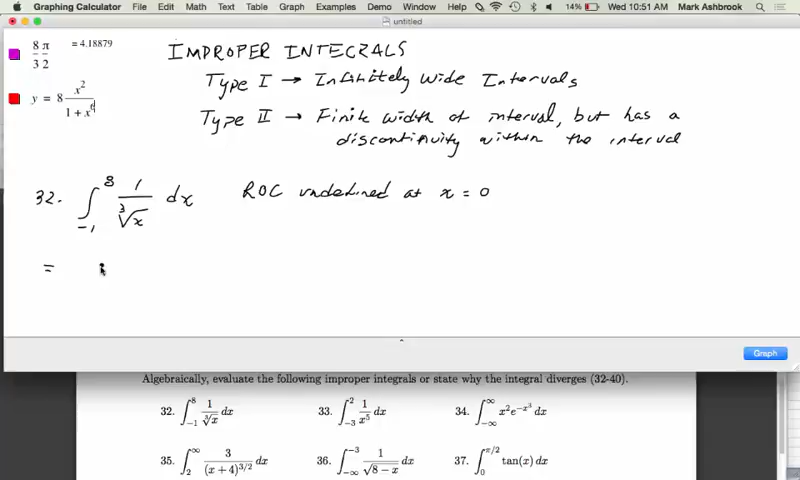 Graphing Calculator File Edit Math Text Table Graphing Graphs Examples Demo Window Help 14% Wed 10:51 AM Mark Ashbrook
untitled
8 π / 3 2 = 4.18879
y = 8 x² / 1 + x⁶
IMPROPER INTEGRALS
Type I → Infinitely Wide Intervals
Type II → Finite width of interval, but has a
discontinuity within the interval
32. ∫₋₁⁸ 1/∛x dx ROC undefined at x = 0
=
Graph
Algebraically, evaluate the following improper integrals or state why the integral diverges (32-40).
32. ∫₋₁⁸ 1/∛x dx 33. ∫₋₃² 1/x⁵ dx 34. ∫₋∞^∞ x²e^(−x³) dx
35. ∫₂^∞ 3/(x + 4)^(3/2) dx 36. ∫₋∞^(−3) 1/√(8 − x) dx 37. ∫₀^(π/2) tan(x) dx